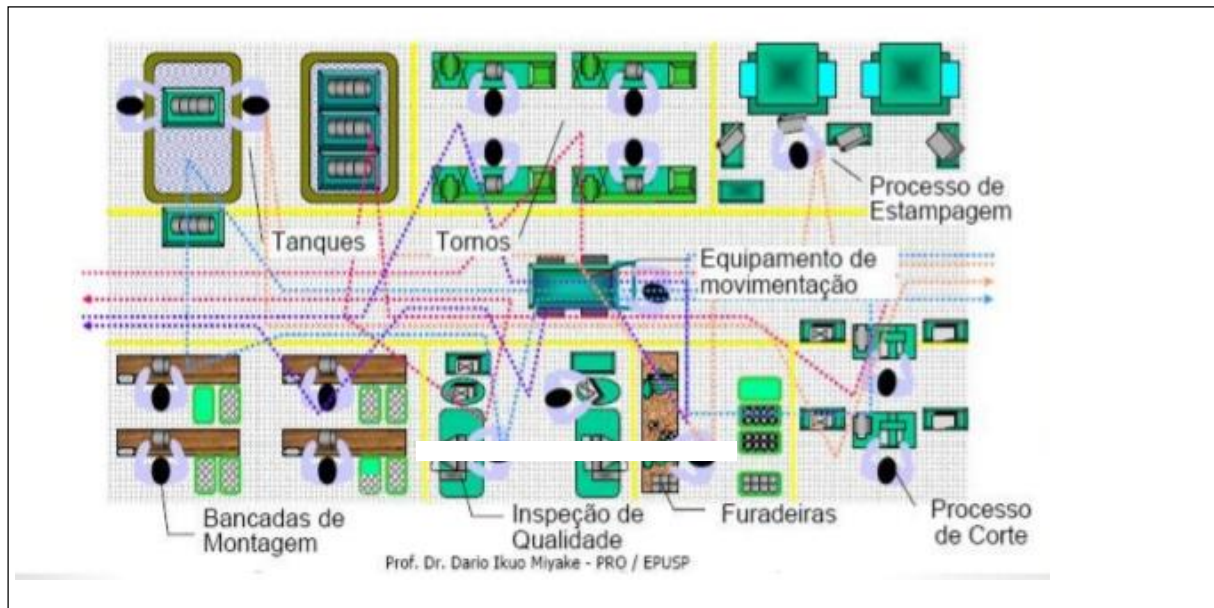 Tanques
Tornos
Processo de
Estampagem
Equipamento de
movimentação
Bancadas de
Montagem
Inspeção de
Qualidade
Furadeiras
Processo
de Corte
Prof. Dr. Dario Ikuo Miyake - PRO / EPUSP